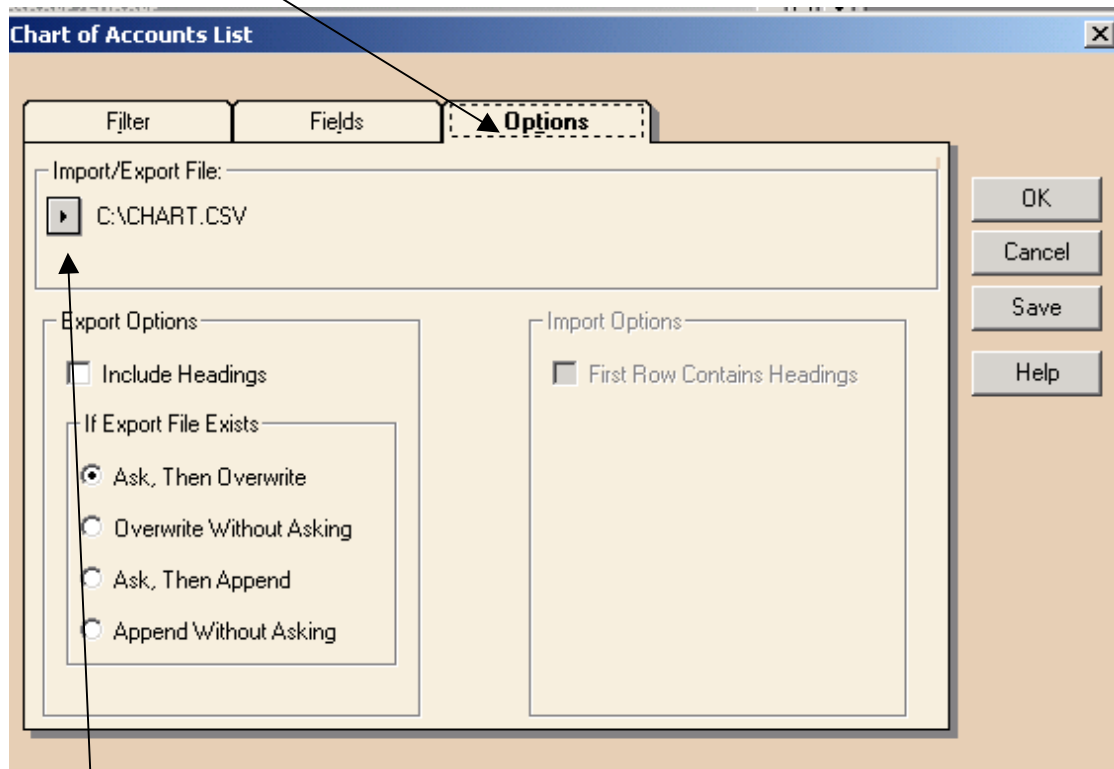 Chart of Accounts List
Filter
Fields
Options
Import/Export File:
C:\CHART.CSV
OK
Cancel
Save
Help
Export Options
Include Headings
If Export File Exists
Ask, Then Overwrite
Overwrite Without Asking
Ask, Then Append
Append Without Asking
Import Options
First Row Contains Headings